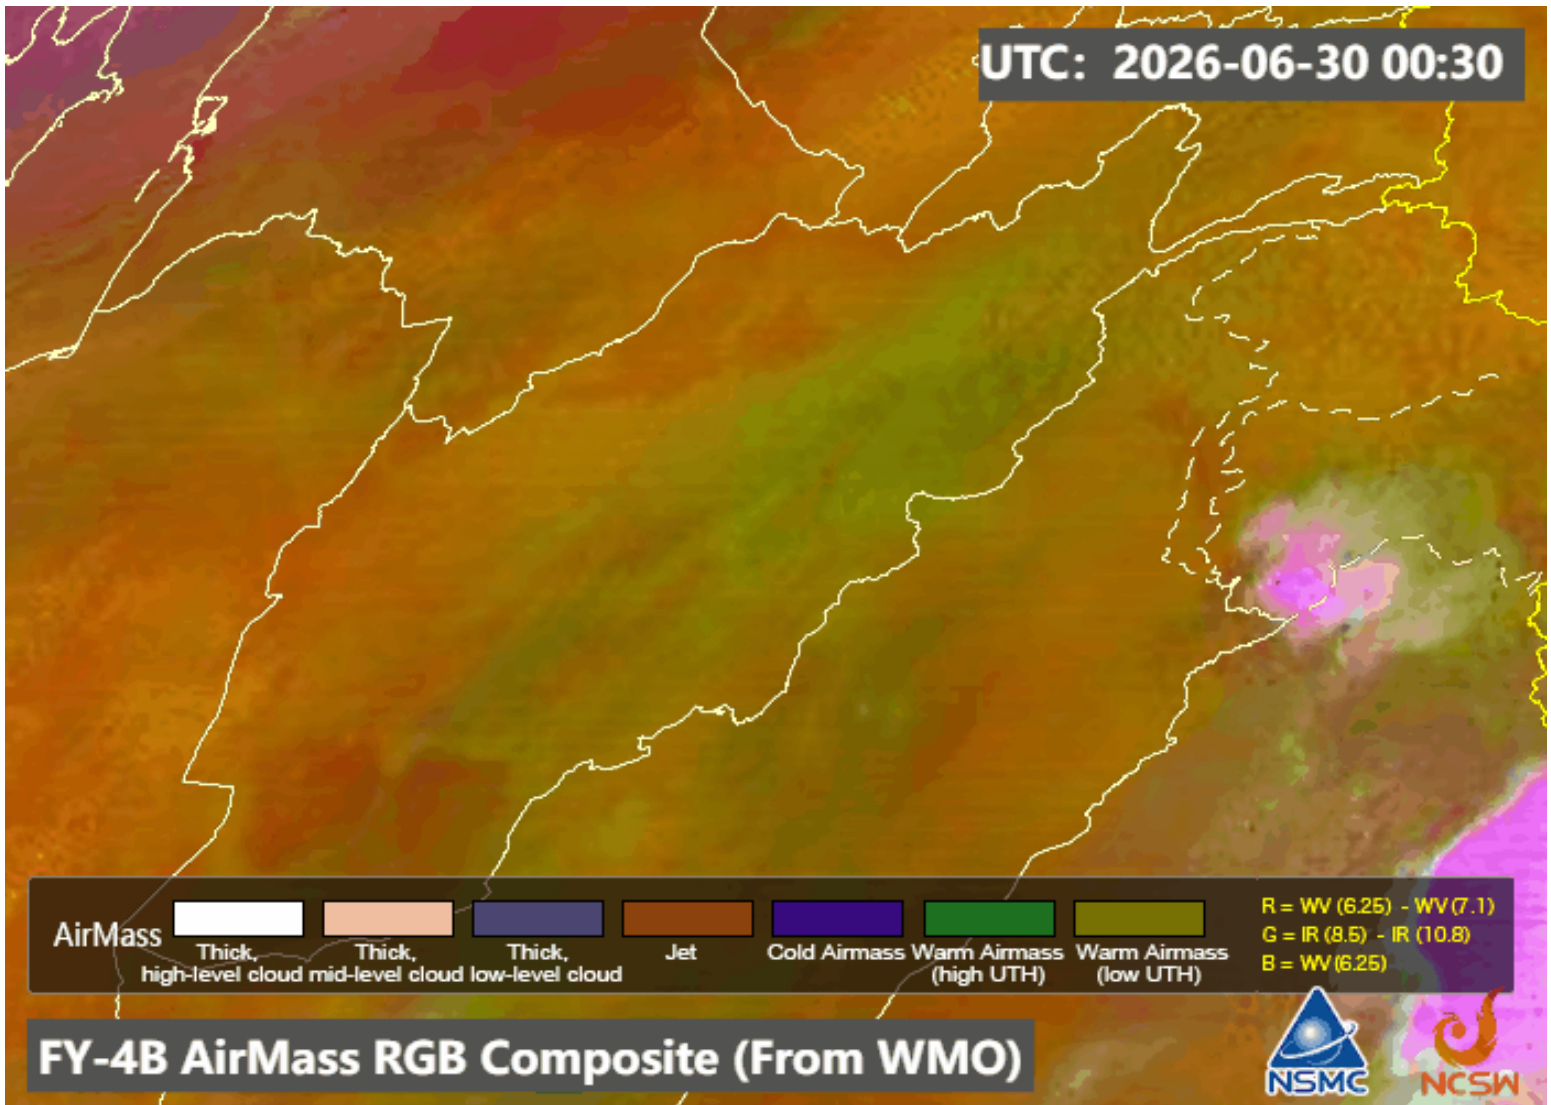 UTC: 2026-06-30 00:30
AirMass
Thick,
high-level cloud
Thick,
mid-level cloud
Thick,
low-level cloud
Jet
Cold Airmass
Warm Airmass
(high UTH)
Warm Airmass
(low UTH)
R = WV (6.25) - WV (7.1)
G = IR (8.5) - IR (10.8)
B = WV (6.25)
FY-4B AirMass RGB Composite (From WMO)
NSMC
NCSW